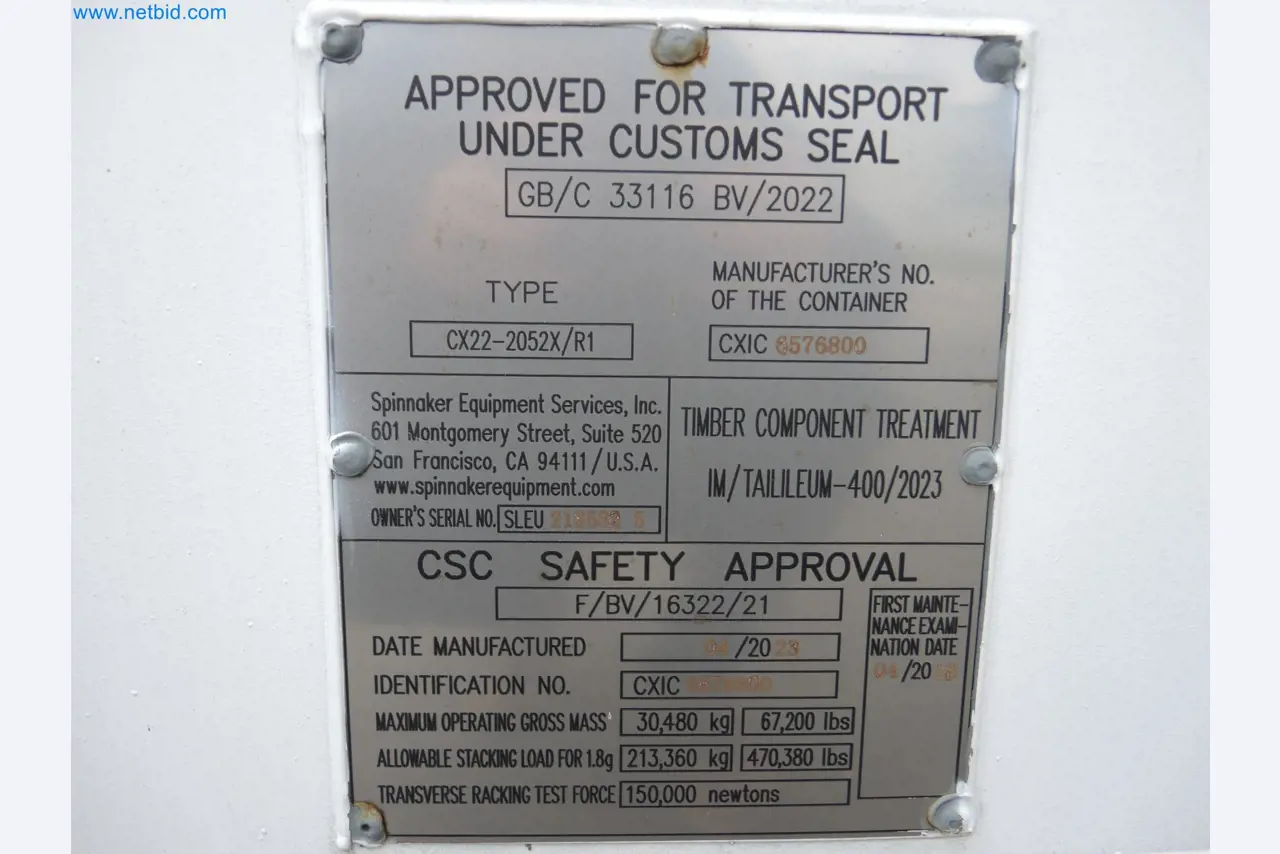 www.netbid.com
APPROVED FOR TRANSPORT
UNDER CUSTOMS SEAL
GB/C 33116 BV/2022
TYPE
CX22-2052X/R1
MANUFACTURER'S NO.
OF THE CONTAINER
CXIC 6576800
Spinnaker Equipment Services, Inc.
601 Montgomery Street, Suite 520
San Francisco, CA 94111/U.S.A.
www.spinnakerequipment.com
OWNER'S SERIAL NO. SLEU
TIMBER COMPONENT TREATMENT
IM/TAILILEUM-400/2023
CSC SAFETY APPROVAL
F/BV/16322/21
DATE MANUFACTURED 04/2023
IDENTIFICATION NO. CXIC
MAXIMUM OPERATING GROSS MASS 30,480 kg 67,200 lbs
ALLOWABLE STACKING LOAD FOR 1.8g 213,360 kg 470,380 lbs
TRANSVERSE RACKING TEST FORCE 150,000 newtons
FIRST MAINTE-
NANCE EXAMI-
NATION DATE
04/20